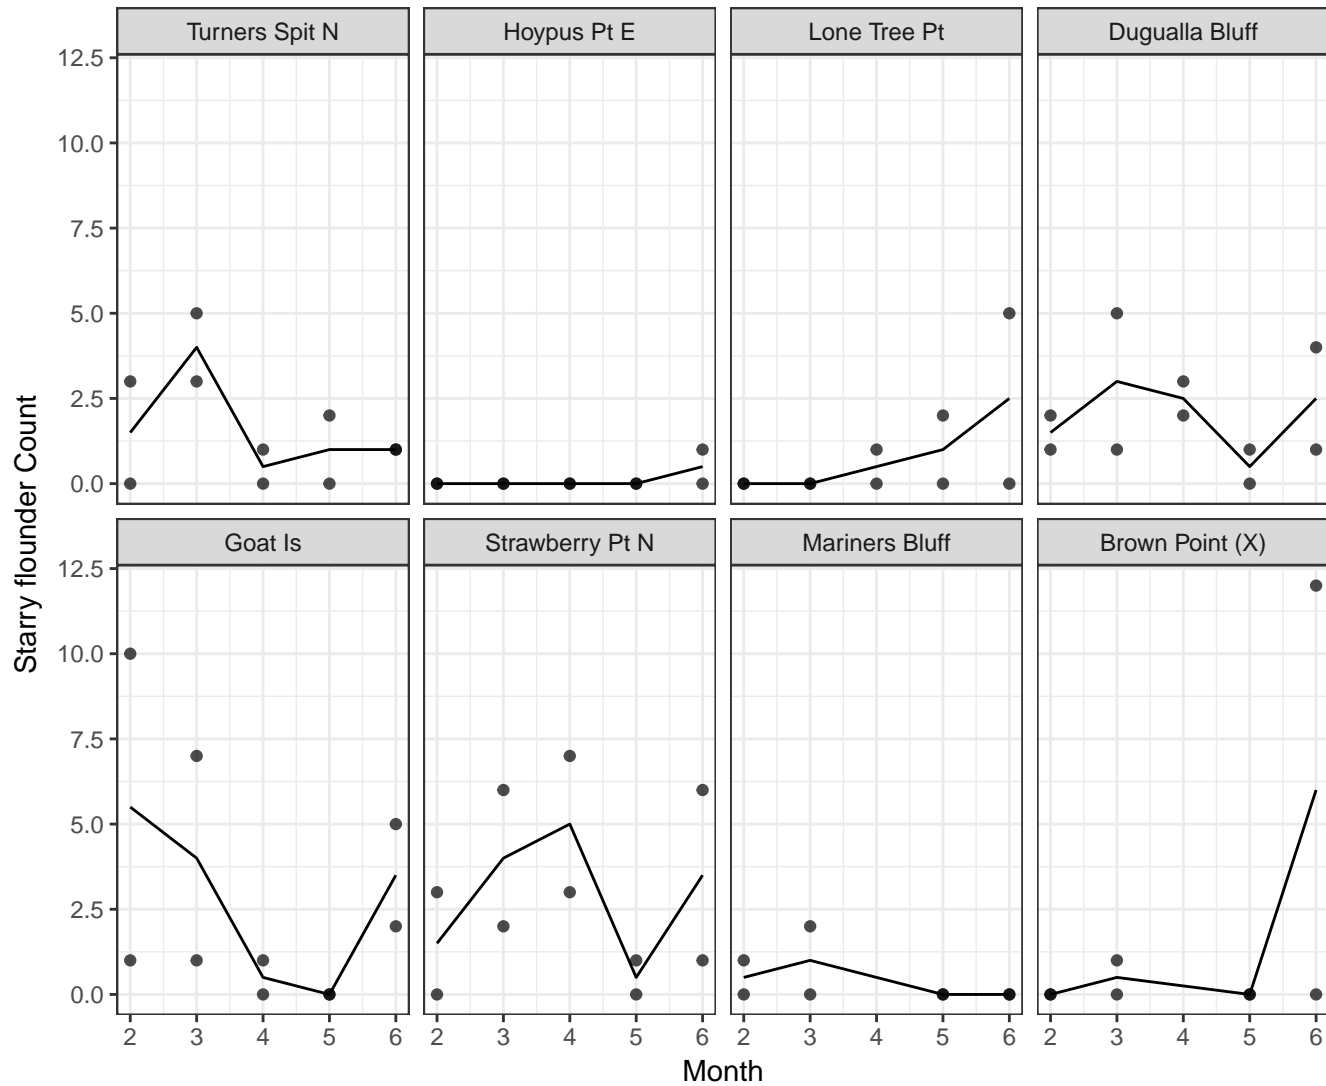 Turners Spit N Hoypus Pt E Lone Tree Pt Dugualla Bluff
12.5
10.0
7.5
5.0
2.5
0.0
Starry flounder Count
Goat Is Strawberry Pt N Mariners Bluff Brown Point (X)
12.5
10.0
7.5
5.0
2.5
0.0
2 3 4 5 6 2 3 4 5 6 2 3 4 5 6 2 3 4 5 6
Month